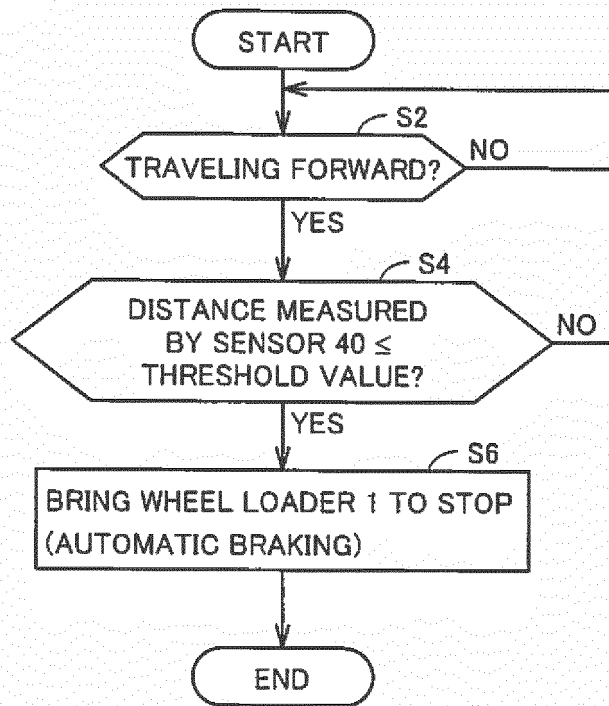 START
S2
TRAVELING FORWARD?
NO
YES
S4
DISTANCE MEASURED
BY SENSOR 40 ≤
THRESHOLD VALUE?
NO
YES
S6
BRING WHEEL LOADER 1 TO STOP
(AUTOMATIC BRAKING)
END